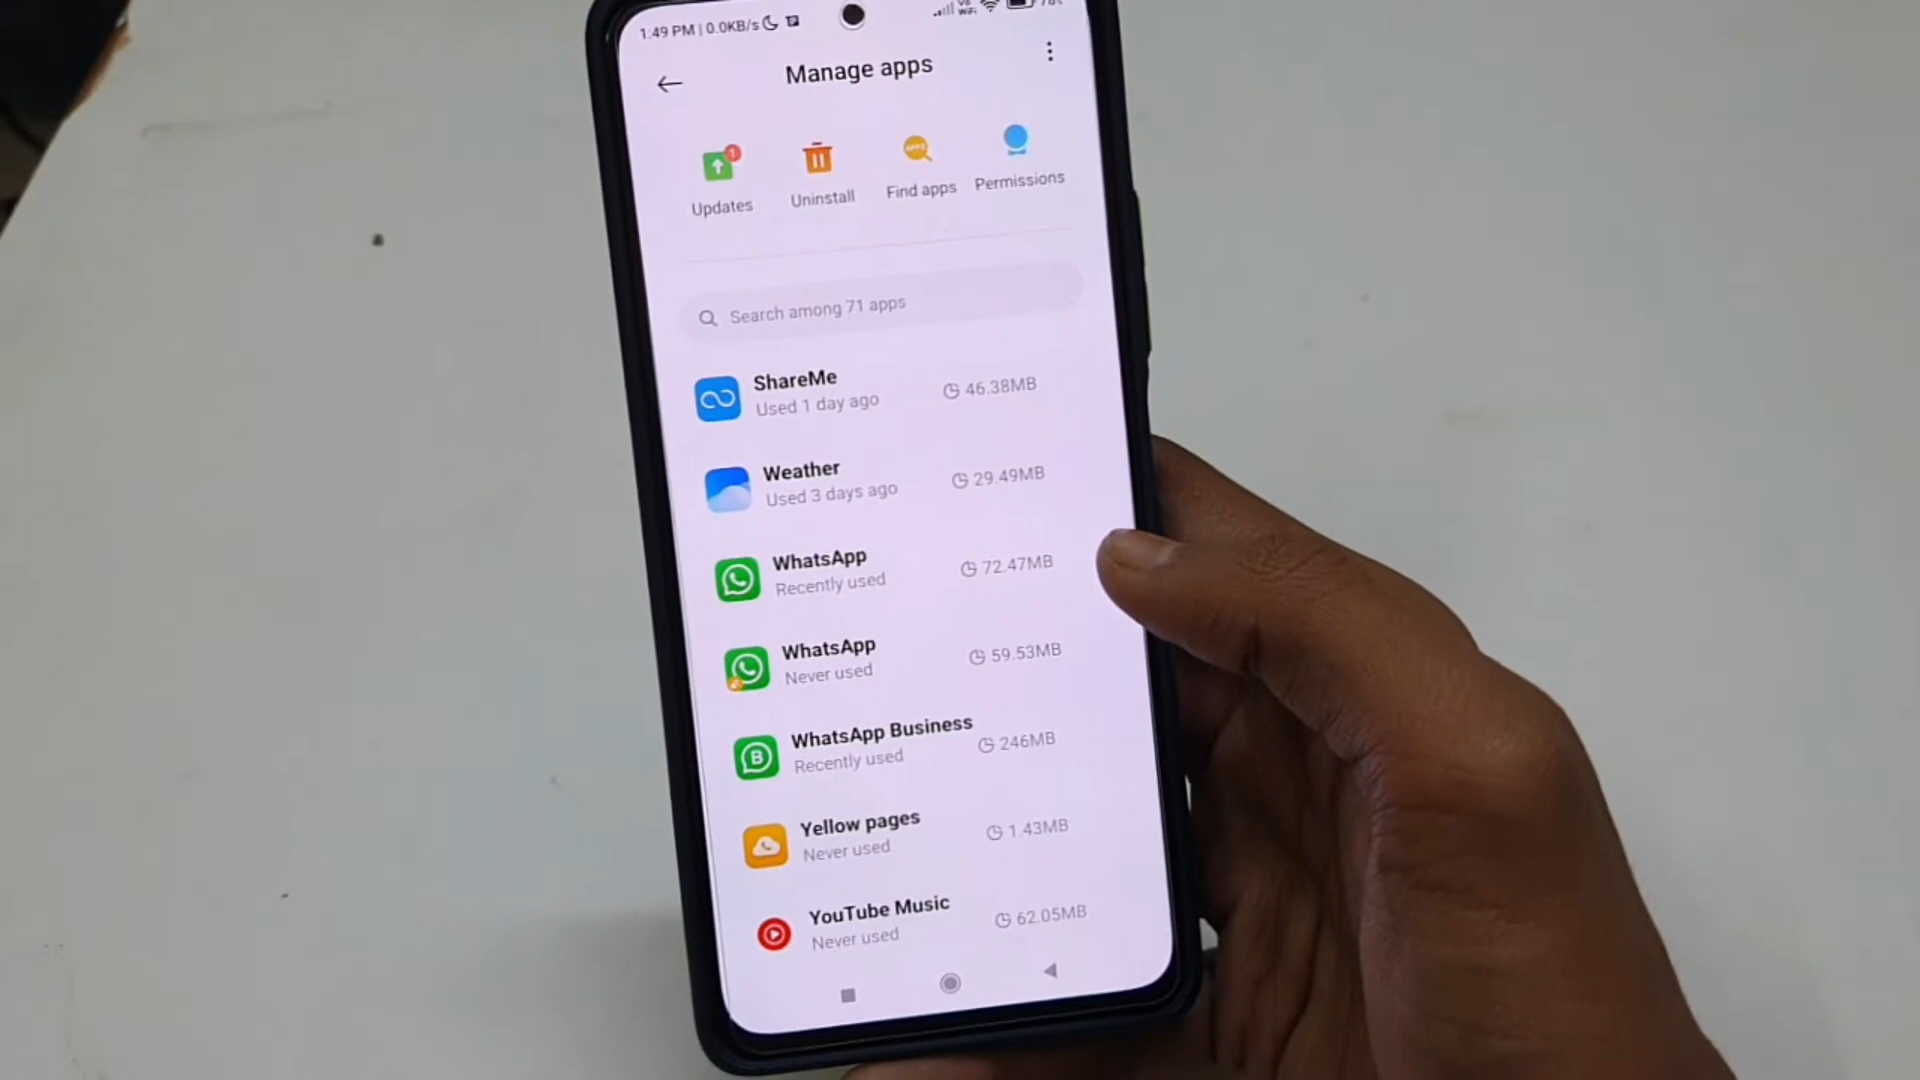 1:49 PM | 0.0KB/s
Manage apps
Updates
Uninstall
Find apps
Permissions
1
APPS
Search among 71 apps
ShareMe
Used 1 day ago
46.38MB
Weather
Used 3 days ago
29.49MB
WhatsApp
Recently used
72.47MB
WhatsApp
Never used
59.53MB
WhatsApp Business
Recently used
246MB
B
Yellow pages
Never used
1.43MB
YouTube Music
Never used
62.05MB